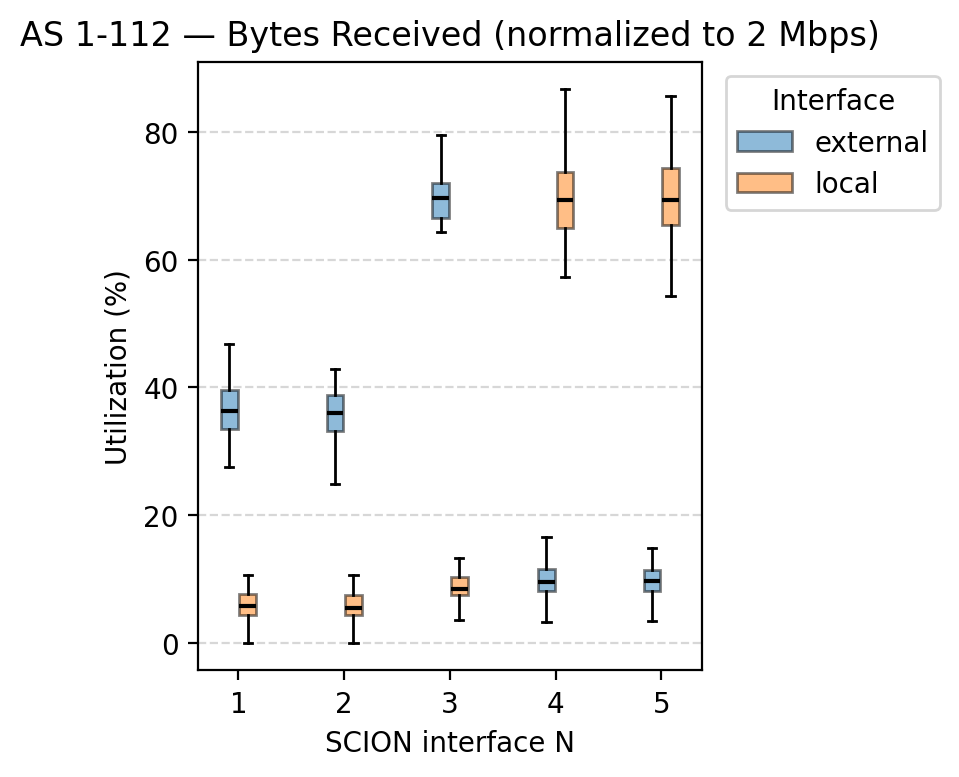 AS 1-112 — Bytes Received (normalized to 2 Mbps)
Interface
external
local
Utilization (%)
80
60
40
20
0
1 2 3 4 5
SCION interface N